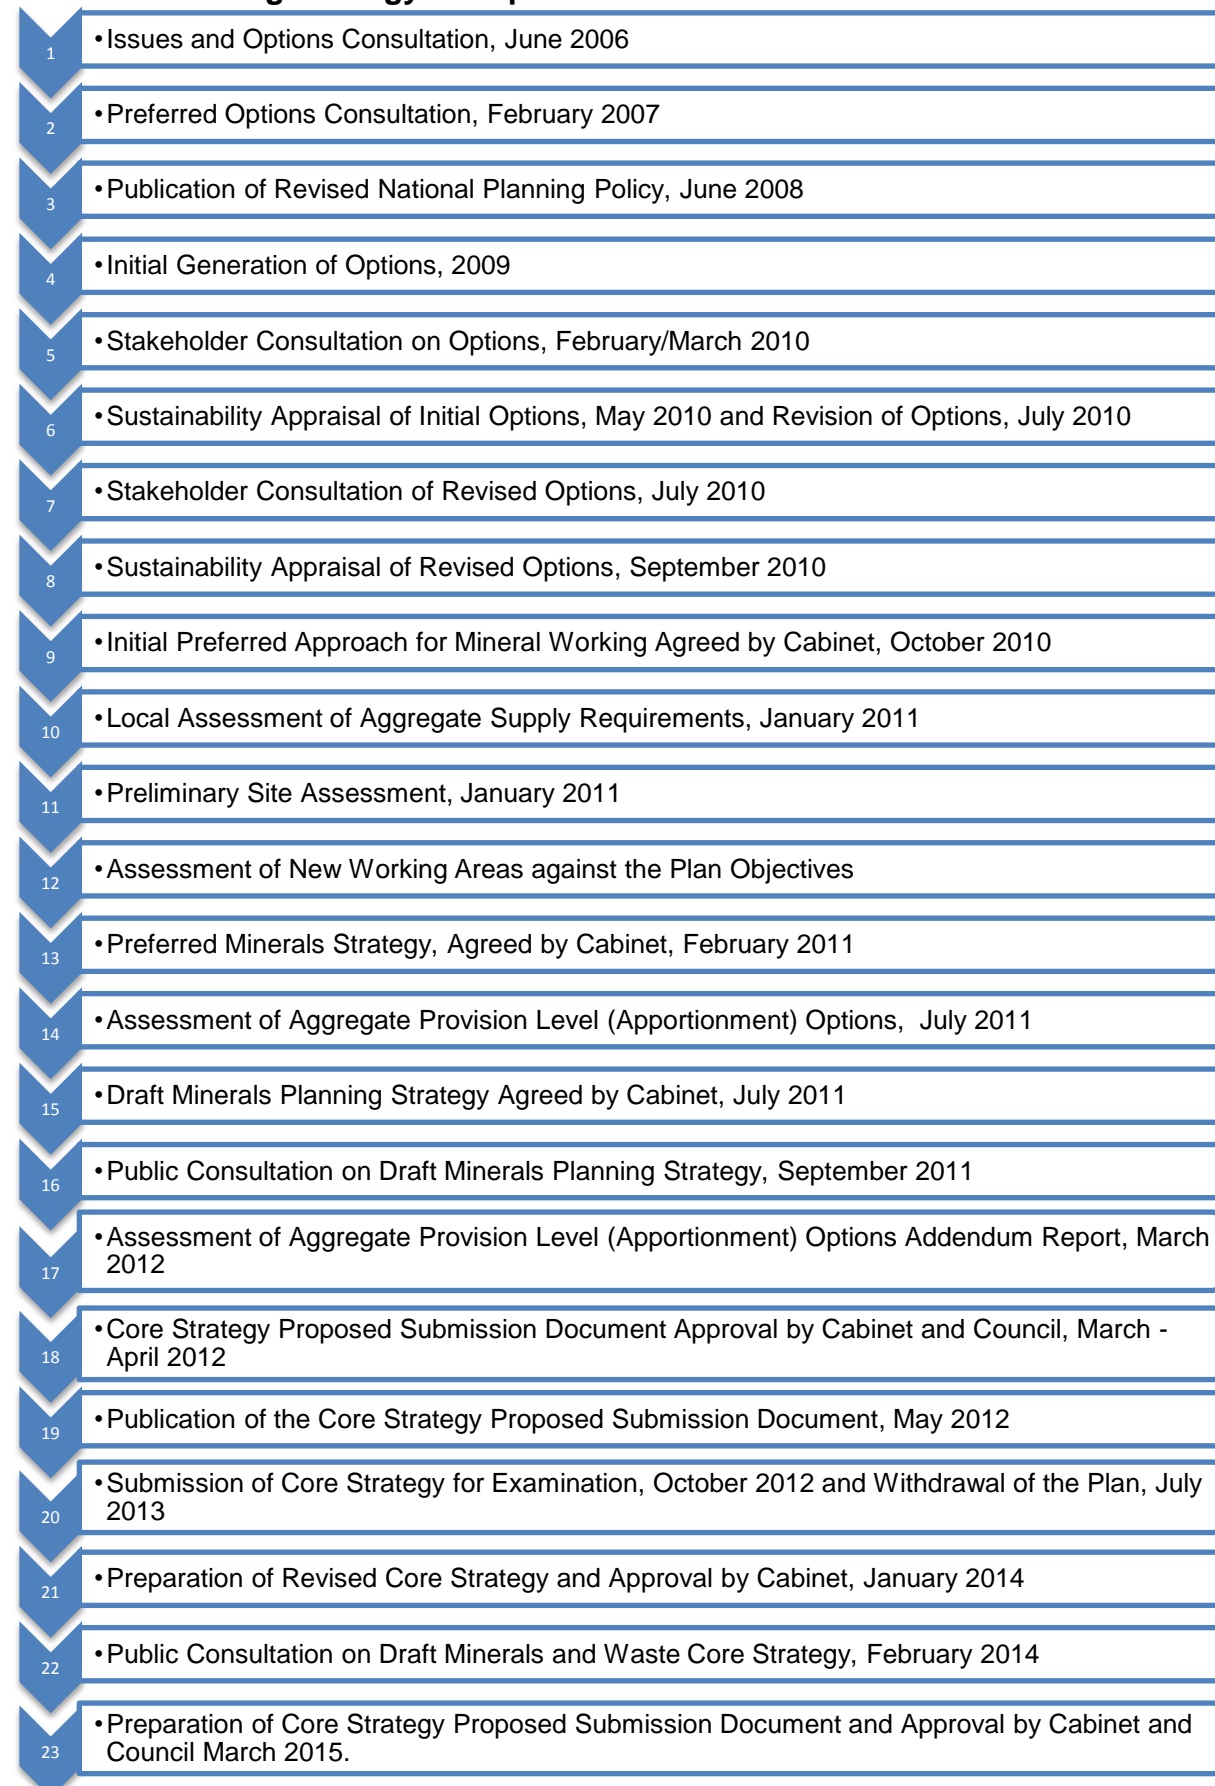 1
•Issues and Options Consultation, June 2006
2
•Preferred Options Consultation, February 2007
3
•Publication of Revised National Planning Policy, June 2008
4
•Initial Generation of Options, 2009
5
•Stakeholder Consultation on Options, February/March 2010
6
•Sustainability Appraisal of Initial Options, May 2010 and Revision of Options, July 2010
7
•Stakeholder Consultation of Revised Options, July 2010
8
•Sustainability Appraisal of Revised Options, September 2010
9
•Initial Preferred Approach for Mineral Working Agreed by Cabinet, October 2010
10
•Local Assessment of Aggregate Supply Requirements, January 2011
11
•Preliminary Site Assessment, January 2011
12
•Assessment of New Working Areas against the Plan Objectives
13
•Preferred Minerals Strategy, Agreed by Cabinet, February 2011
14
•Assessment of Aggregate Provision Level (Apportionment) Options, July 2011
15
•Draft Minerals Planning Strategy Agreed by Cabinet, July 2011
16
•Public Consultation on Draft Minerals Planning Strategy, September 2011
17
•Assessment of Aggregate Provision Level (Apportionment) Options Addendum Report, March
2012
18
•Core Strategy Proposed Submission Document Approval by Cabinet and Council, March -
April 2012
19
•Publication of the Core Strategy Proposed Submission Document, May 2012
20
•Submission of Core Strategy for Examination, October 2012 and Withdrawal of the Plan, July
2013
21
•Preparation of Revised Core Strategy and Approval by Cabinet, January 2014
22
•Public Consultation on Draft Minerals and Waste Core Strategy, February 2014
23
•Preparation of Core Strategy Proposed Submission Document and Approval by Cabinet and
Council March 2015.